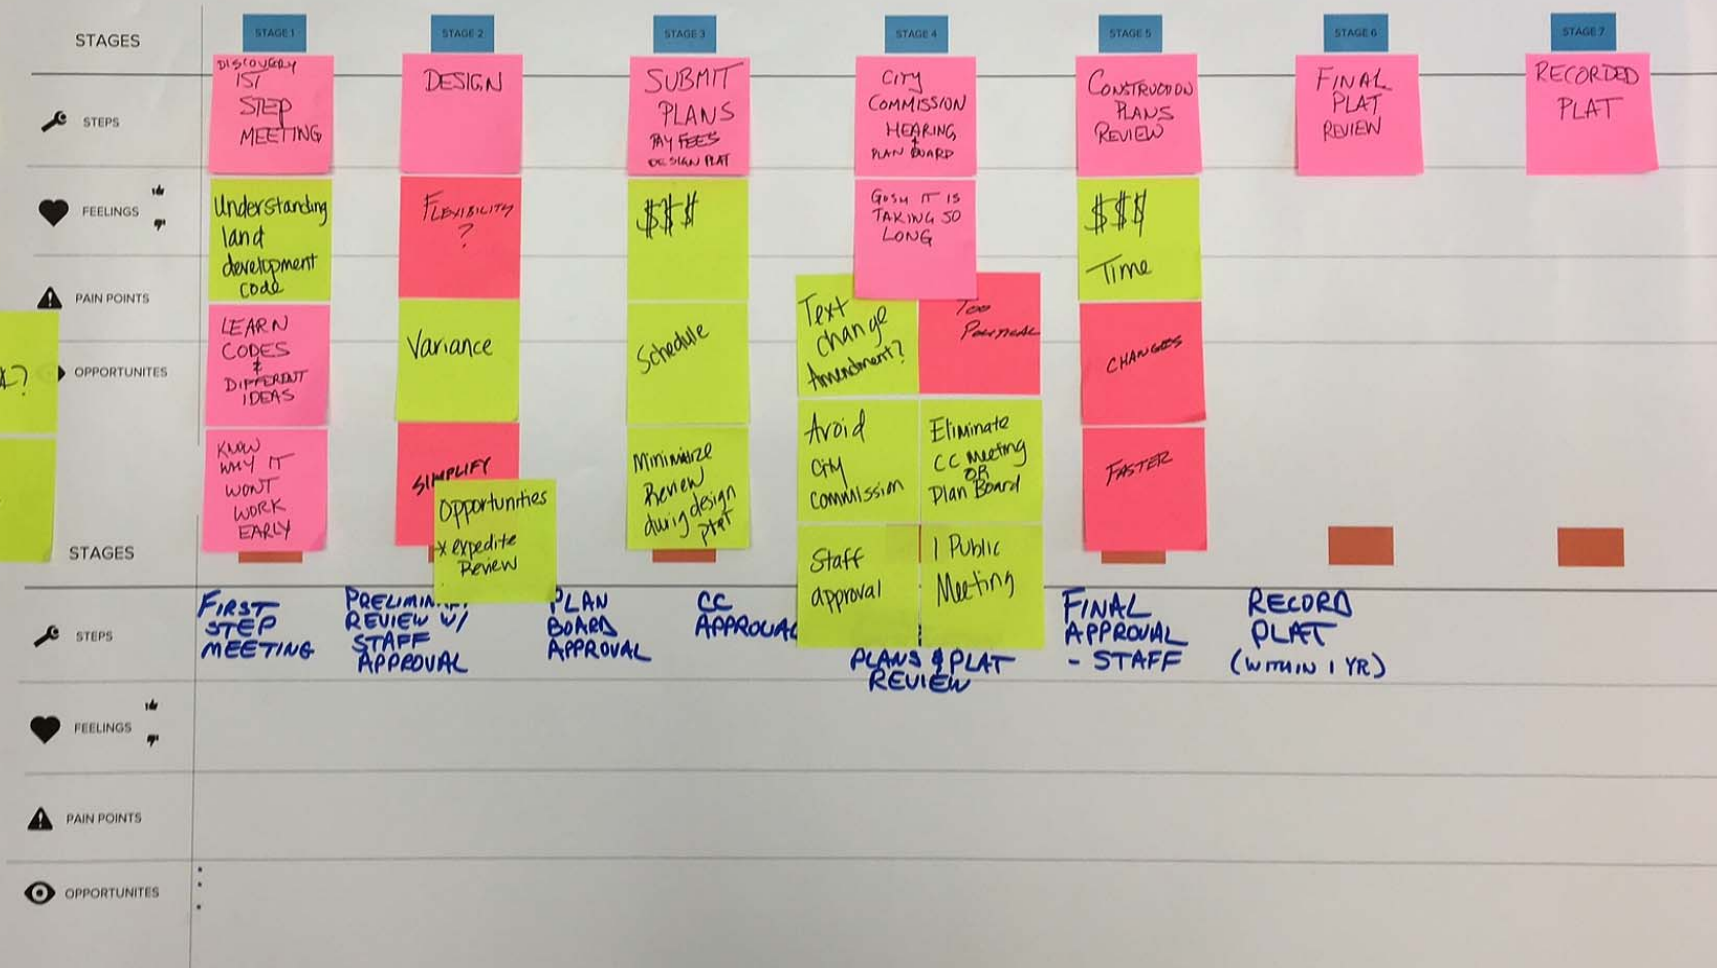 STAGES
STAGE 1
STAGE 2
STAGE 3
STAGE 4
STAGE 5
STAGE 6
STAGE 7
STEPS
DISCOVERY
1ST
STEP
MEETING
DESIGN
SUBMIT
PLANS
PAY FEES
DESIGN PLAT
CITY
COMMISSION
HEARING
&
PLAN BOARD
CONSTRUCTION
PLANS
REVIEW
FINAL
PLAT
REVIEW
RECORDED
PLAT
FEELINGS
Understanding
land
development
code
FLEXIBILITY
?
$$$
GOSH IT IS
TAKING SO
LONG
$$$
Time
PAIN POINTS
LEARN
CODES
&
DIFFERENT
IDEAS
Variance
Schedule
Text
change
Amendment?
TOO
POLITICAL
CHANGES
OPPORTUNITES
?
KNOW
WHY IT
WONT
WORK
EARLY
SIMPLIFY
Opportunities
x expedite
Review
Minimize
Review
during design
plat
Avoid
City
commission
Eliminate
CC Meeting
OR
Plan Board
FASTER
Staff
approval
1 Public
Meeting
STAGES
STEPS
FIRST
STEP
MEETING
PRELIMINARY
REVIEW W/
STAFF
APPROVAL
PLAN
BOARD
APPROVAL
CC
APPROVAL
PLANS & PLAT
REVIEW
FINAL
APPROVAL
- STAFF
RECORD
PLAT
(WITHIN 1 YR)
FEELINGS
PAIN POINTS
OPPORTUNITES